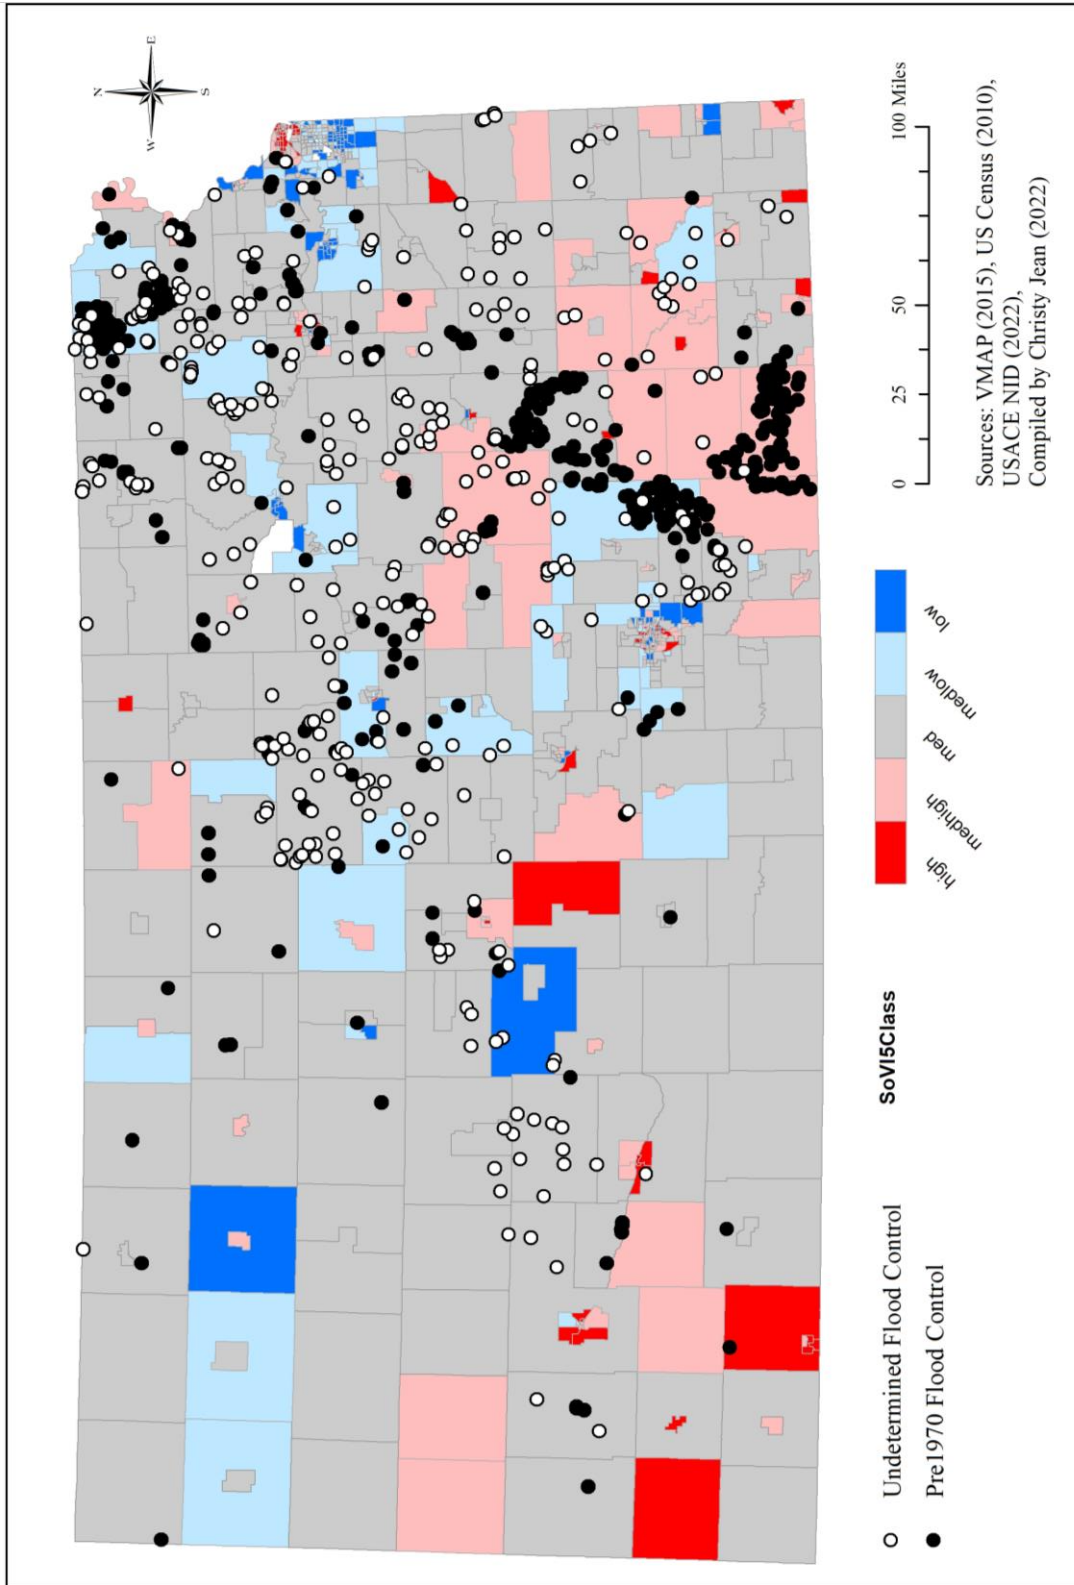 N
W E
S
○ Undetermined Flood Control
● Pre1970 Flood Control
SoVI5Class
high
medhigh
med
medlow
low
0 25 50 100 Miles
Sources: VMAP (2015), US Census (2010),
USACE NID (2022),
Compiled by Christy Jean (2022)